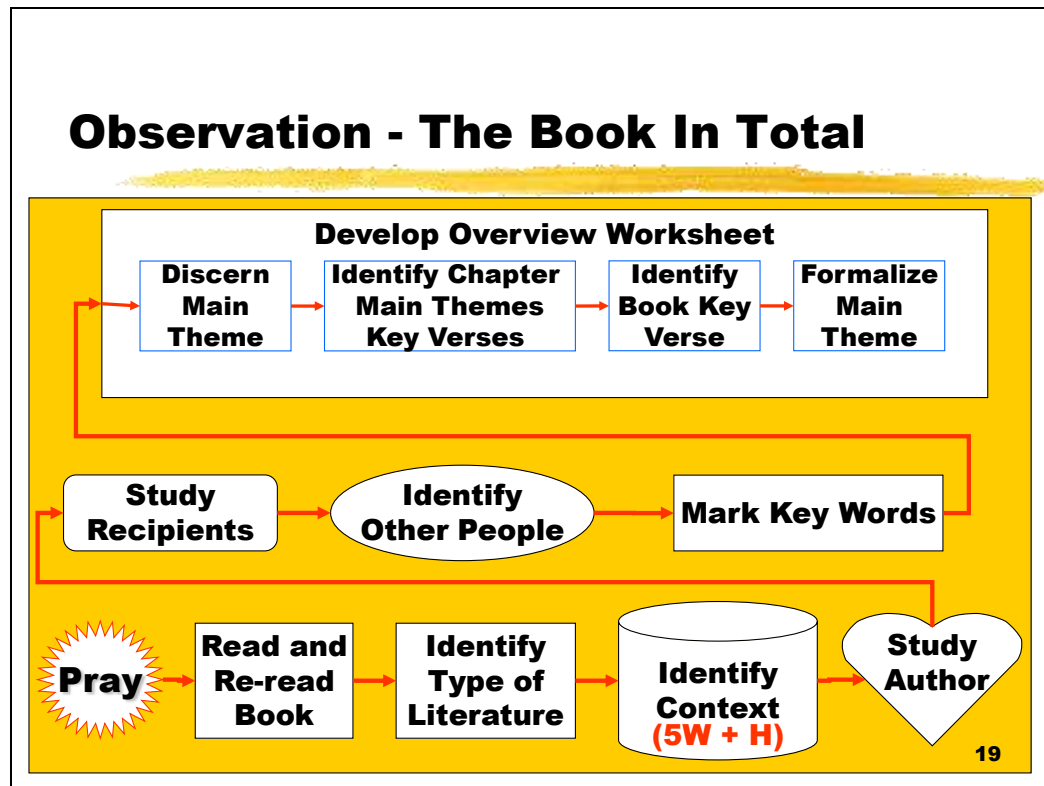 Observation - The Book In Total
Develop Overview Worksheet
Discern
Main
Theme
Identify Chapter
Main Themes
Key Verses
Identify
Book Key
Verse
Formalize
Main
Theme
Study
Recipients
Identify
Other People
Mark Key Words
Pray
Read and
Re-read
Book
Identify
Type of
Literature
Identify
Context
(5W + H)
Study
Author
19